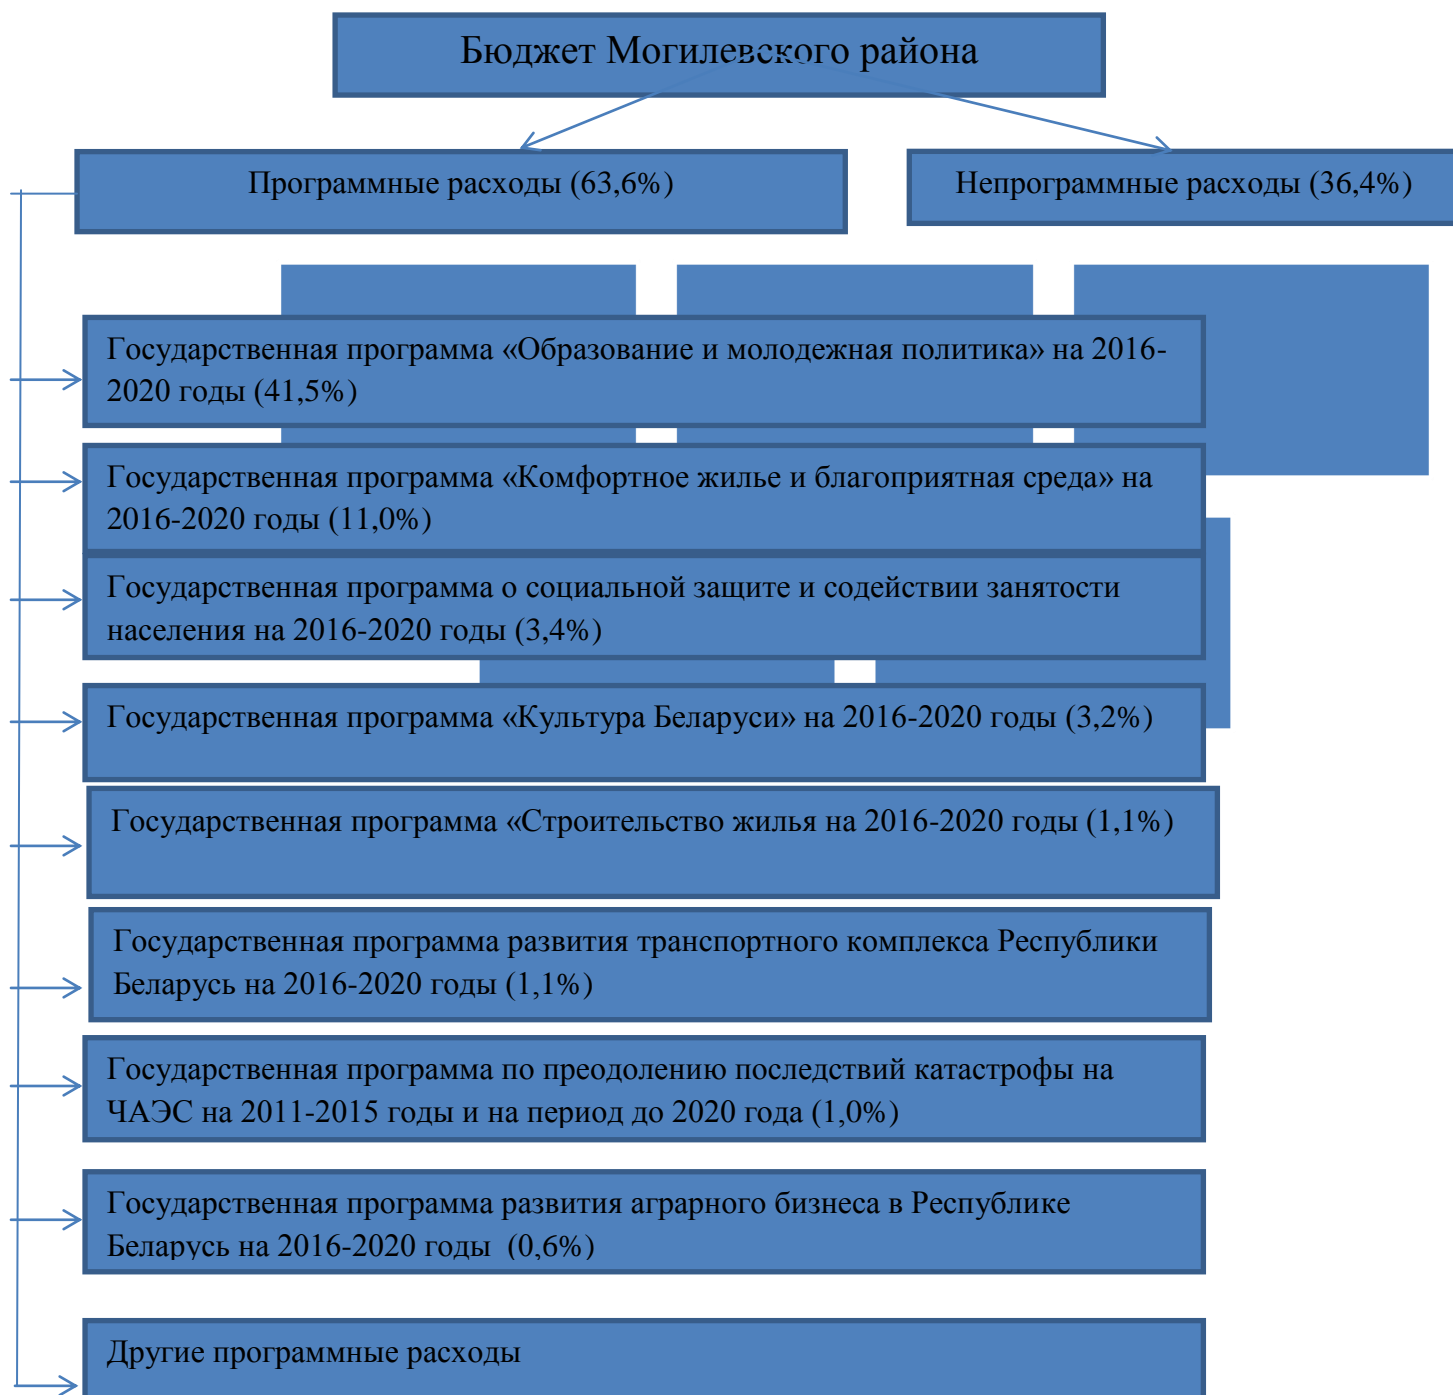 Бюджет Могилевского района
Программные расходы (63,6%)
Непрограммные расходы (36,4%)
Государственная программа «Образование и молодежная политика» на 2016-
2020 годы (41,5%)
Государственная программа «Комфортное жилье и благоприятная среда» на
2016-2020 годы (11,0%)
Государственная программа о социальной защите и содействии занятости
населения на 2016-2020 годы (3,4%)
Государственная программа «Культура Беларуси» на 2016-2020 годы (3,2%)
Государственная программа «Строительство жилья на 2016-2020 годы (1,1%)
Государственная программа развития транспортного комплекса Республики
Беларусь на 2016-2020 годы (1,1%)
Государственная программа по преодолению последствий катастрофы на
ЧАЭС на 2011-2015 годы и на период до 2020 года (1,0%)
Государственная программа развития аграрного бизнеса в Республике
Беларусь на 2016-2020 годы  (0,6%)
Другие программные расходы